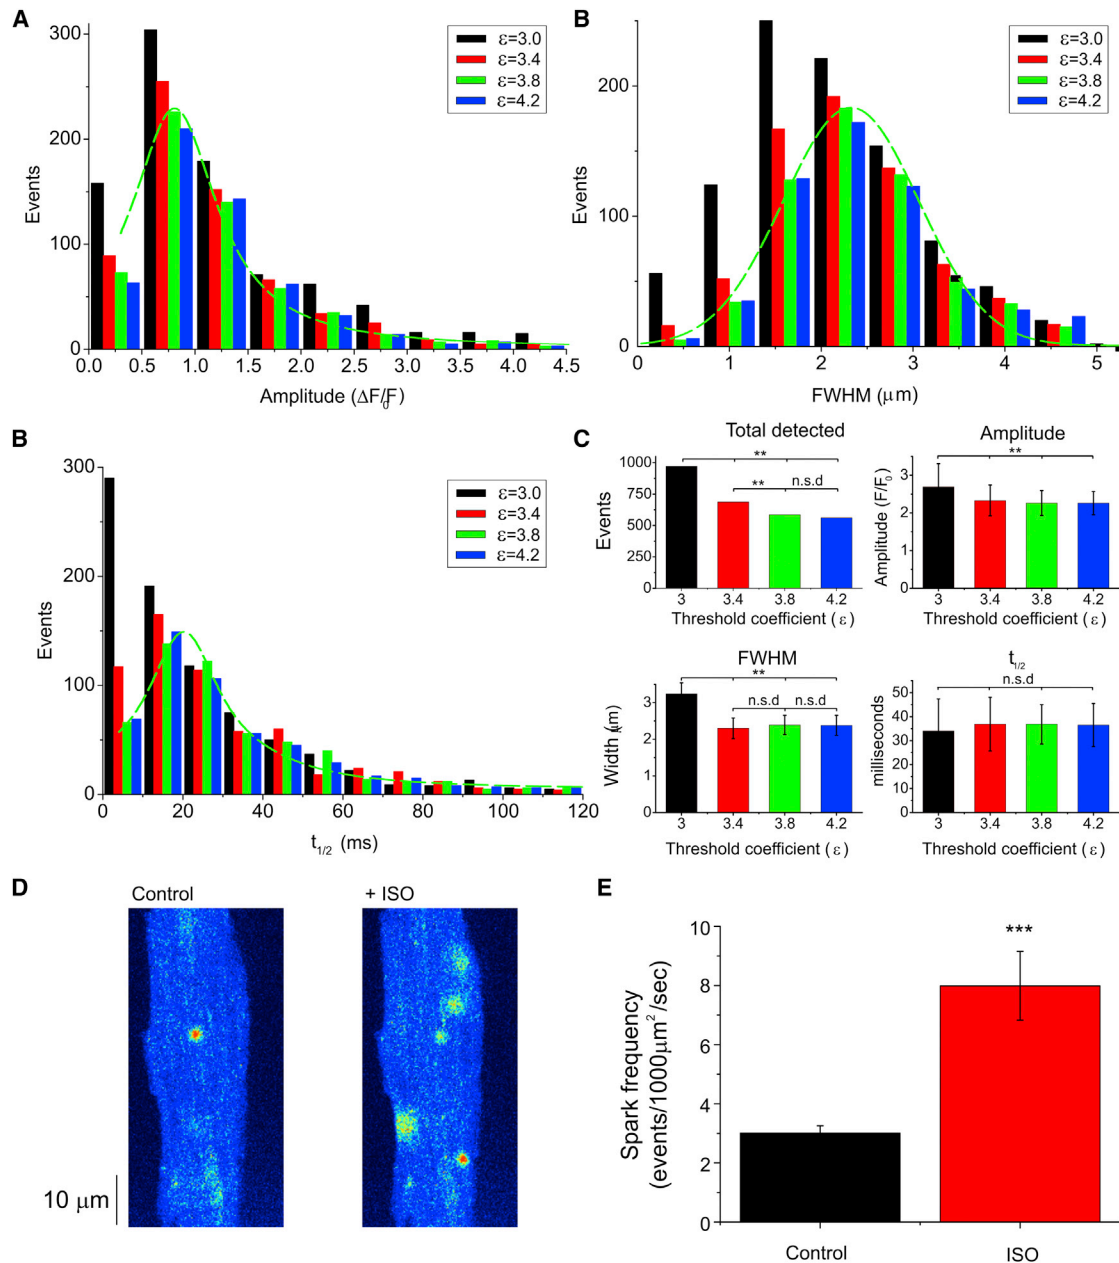 A
300
200
100
0
Events
ε=3.0
ε=3.4
ε=3.8
ε=4.2
0.0 0.5 1.0 1.5 2.0 2.5 3.0 3.5 4.0 4.5
Amplitude (ΔF/F0)
B
200
100
0
Events
ε=3.0
ε=3.4
ε=3.8
ε=4.2
0 1 2 3 4 5
FWHM (μm)
B
300
200
100
0
Events
ε=3.0
ε=3.4
ε=3.8
ε=4.2
0 20 40 60 80 100 120
t1/2 (ms)
C
Total detected
**
** n.s.d
1000
750
500
250
0
Events
3 3.4 3.8 4.2
Threshold coefficient (ε)
Amplitude
**
3
2
1
0
Amplitude (F/F0)
3 3.4 3.8 4.2
Threshold coefficient (ε)
FWHM
**
n.s.d n.s.d
3
2
1
0
Width (μm)
3 3.4 3.8 4.2
Threshold coefficient (ε)
t1/2
n.s.d
50
40
30
20
10
0
milliseconds
3 3.4 3.8 4.2
Threshold coefficient (ε)
D
Control
+ ISO
10 μm
E
10
8
6
4
2
0
Spark frequency
(events/1000μm²/sec)
***
Control ISO